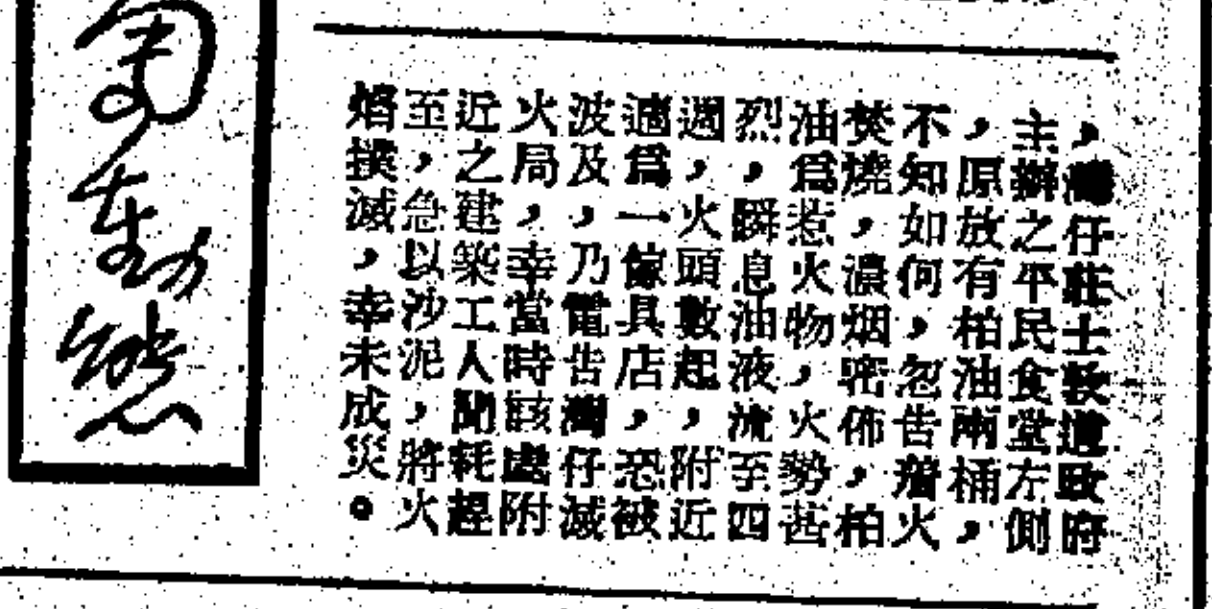 ，灣仔莊士敦道政府
主辦之平民食堂左側
，原放有柏油兩桶，
不知如何，忽告着火
焚燒，濃烟密佈，柏
油爲惹火物，火勢甚
烈，瞬息油液流至四
週，火頭數起，附近
適爲一傢具店，恐被
波及，乃電告灣仔滅
火局，幸當時該處附
近之建築工人聞耗趕
至，急以沙泥，將火
焰撲滅，幸未成災。